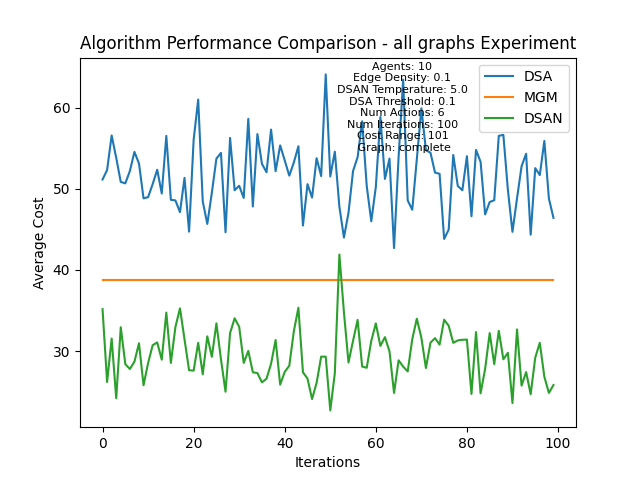 Algorithm Performance Comparison - all graphs Experiment
Agents: 10
Edge Density: 0.1
DSAN Temperature: 5.0
DSA Threshold: 0.1
Num Actions: 6
Num Iterations: 100
Cost Range: 101
Graph: complete
DSA
MGM
DSAN
Average Cost
60
50
40
30
0
20
40
60
80
100
Iterations